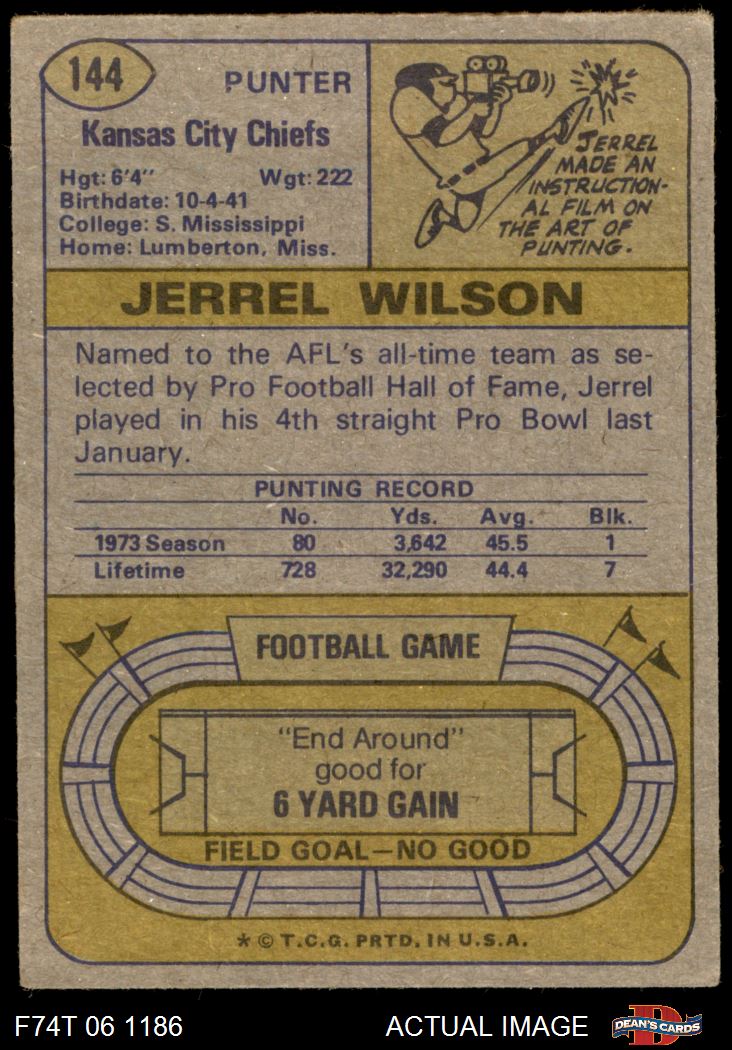 144
PUNTER
Kansas City Chiefs
Hgt: 6'4" Wgt: 222
Birthdate: 10-4-41
College: S. Mississippi
Home: Lumberton, Miss.
JERREL
MADE AN
INSTRUCTION-
AL FILM ON
THE ART OF
PUNTING.
JERREL WILSON
Named to the AFL's all-time team as se-
lected by Pro Football Hall of Fame, Jerrel
played in his 4th straight Pro Bowl last
January.
PUNTING RECORD
No. Yds. Avg. Blk.
1973 Season 80 3,642 45.5 1
Lifetime 728 32,290 44.4 7
FOOTBALL GAME
"End Around"
good for
6 YARD GAIN
FIELD GOAL—NO GOOD
* © T.C.G. PRTD. IN U.S.A.
F74T 06 1186 ACTUAL IMAGE
D
DEAN'S CARDS